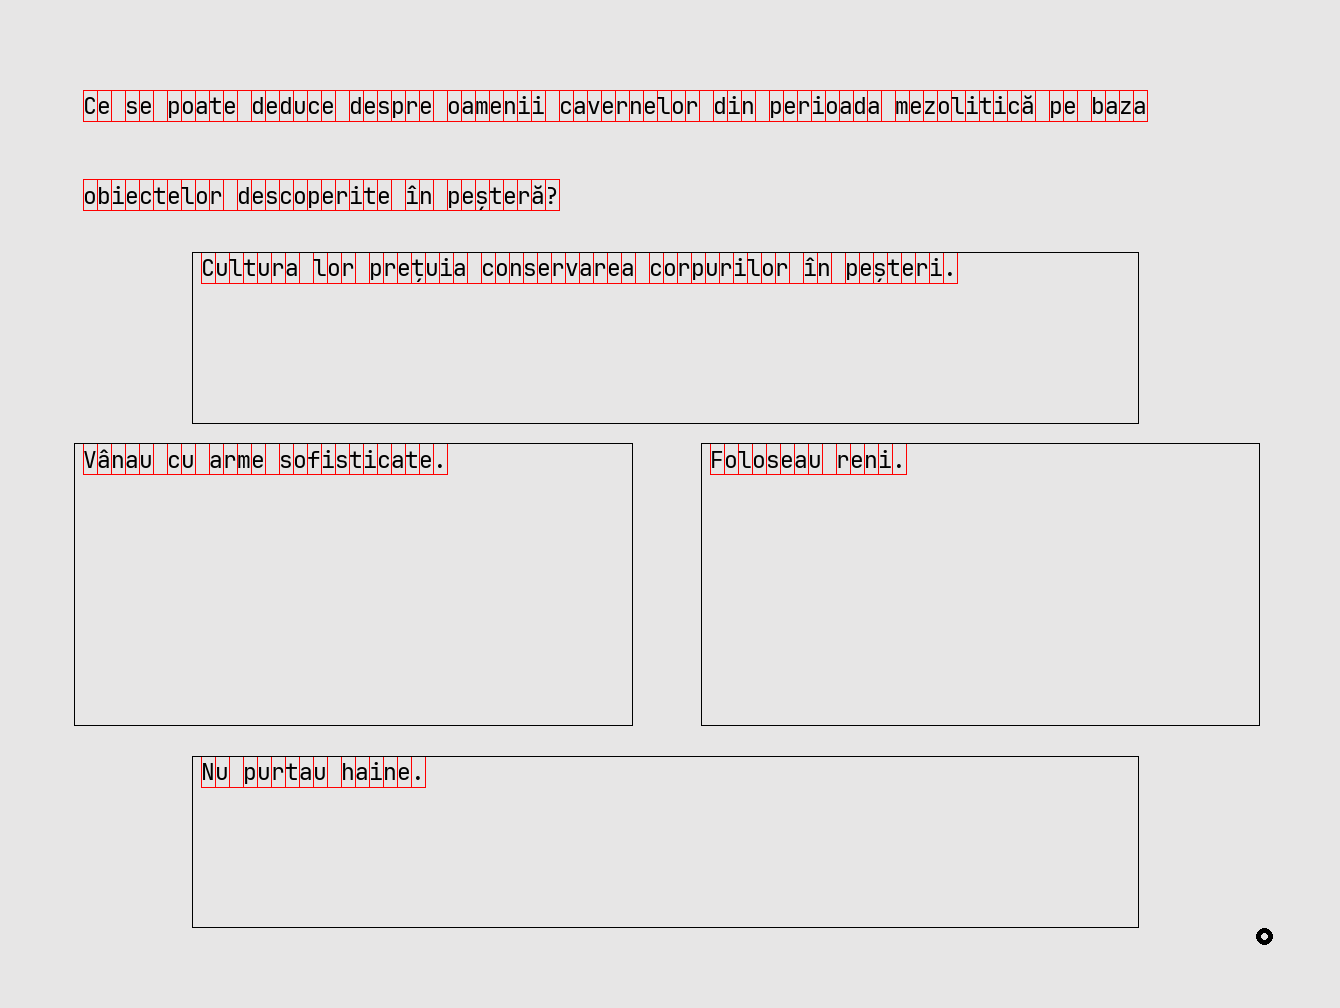 Ce se poate deduce despre oamenii cavernelor din perioada mezolitică pe baza
obiectelor descoperite în peșteră?
Cultura lor prețuia conservarea corpurilor în peșteri.
Vânau cu arme sofisticate.
Foloseau reni.
Nu purtau haine.